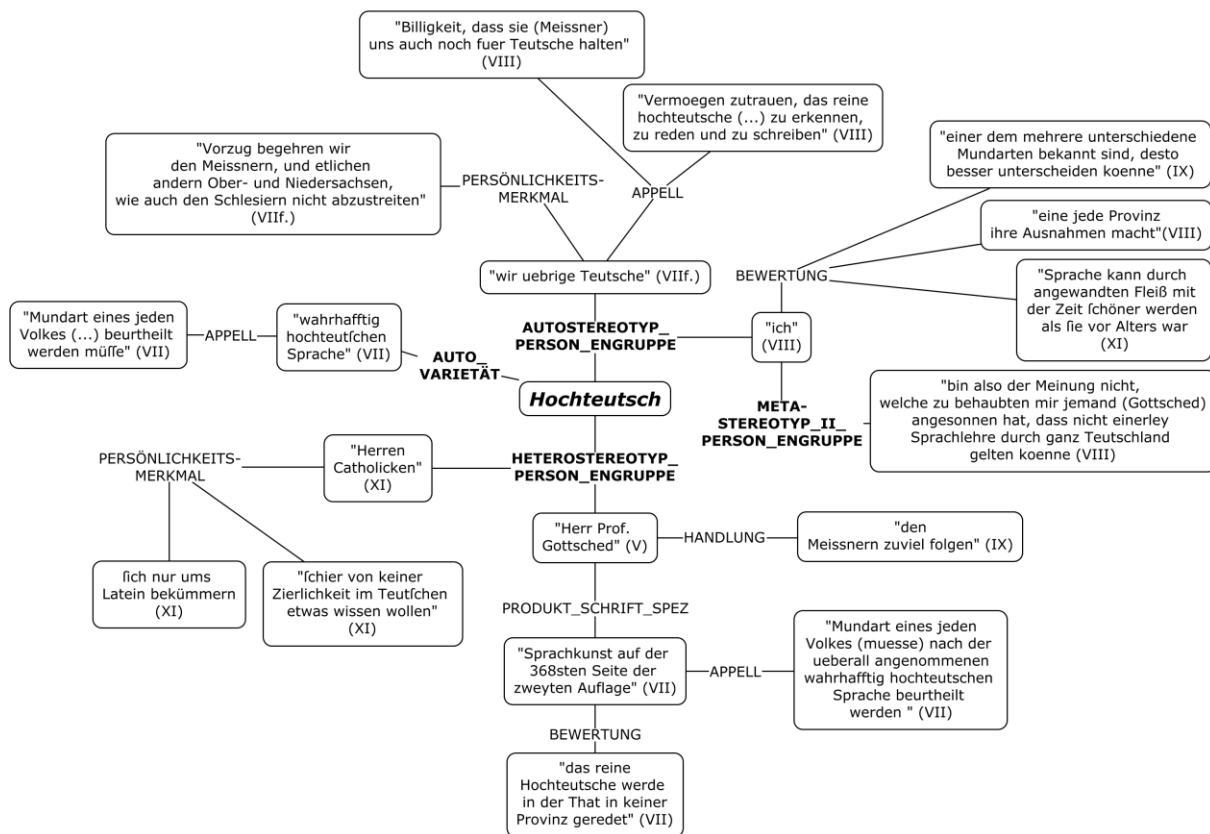 "Billigkeit, dass sie (Meissner)
uns auch noch fuer Teutsche halten"
(VIII)
"Vermoegen zutrauen, das reine
hochteutsche (...) zu erkennen,
zu reden und zu schreiben" (VIII)
"Vorzug begehren wir
den Meissnern, und etlichen
andern Ober- und Niedersachsen,
wie auch den Schlesiern nicht abzustreiten"
(VIIf.)
PERSÖNLICHKEITS-
MERKMAL
APPELL
"einer dem mehrere unterschiedene
Mundarten bekannt sind, desto
besser unterscheiden koenne" (IX)
"eine jede Provinz
ihre Ausnahmen macht"(VIII)
"wir uebrige Teutsche" (VIIf.)
BEWERTUNG
"Sprache kann durch
angewandten Fleiß mit
der Zeit ſchöner werden
als ſie vor Alters war
(XI)
"Mundart eines jeden
Volkes (...) beurtheilt
werden müſſe" (VII)
APPELL
"wahrhafftig
hochteutſchen
Sprache" (VII)
AUTO_
VARIETÄT
AUTOSTEREOTYP_
PERSON_ENGRUPPE
"ich"
(VIII)
Hochteutsch
META-
STEREOTYP_II_
PERSON_ENGRUPPE
"bin also der Meinung nicht,
welche zu behaubten mir jemand (Gottsched)
angesonnen hat, dass nicht einerley
Sprachlehre durch ganz Teutschland
gelten koenne (VIII)
PERSÖNLICHKEITS-
MERKMAL
"Herren
Catholicken"
(XI)
HETEROSTEREOTYP_
PERSON_ENGRUPPE
"Herr Prof.
Gottsched" (V)
HANDLUNG
"den
Meissnern zuviel folgen" (IX)
ſich nur ums
Latein bekümmern
(XI)
"ſchier von keiner
Zierlichkeit im Teutſchen
etwas wissen wollen"
(XI)
PRODUKT_SCHRIFT_SPEZ
"Sprachkunst auf der
368sten Seite der
zweyten Auflage" (VII)
APPELL
"Mundart eines jeden
Volkes (muesse) nach der
ueberall angenommenen
wahrhafftig hochteutschen
Sprache beurtheilt
werden " (VII)
BEWERTUNG
"das reine
Hochteutsche werde
in der That in keiner
Provinz geredet" (VII)